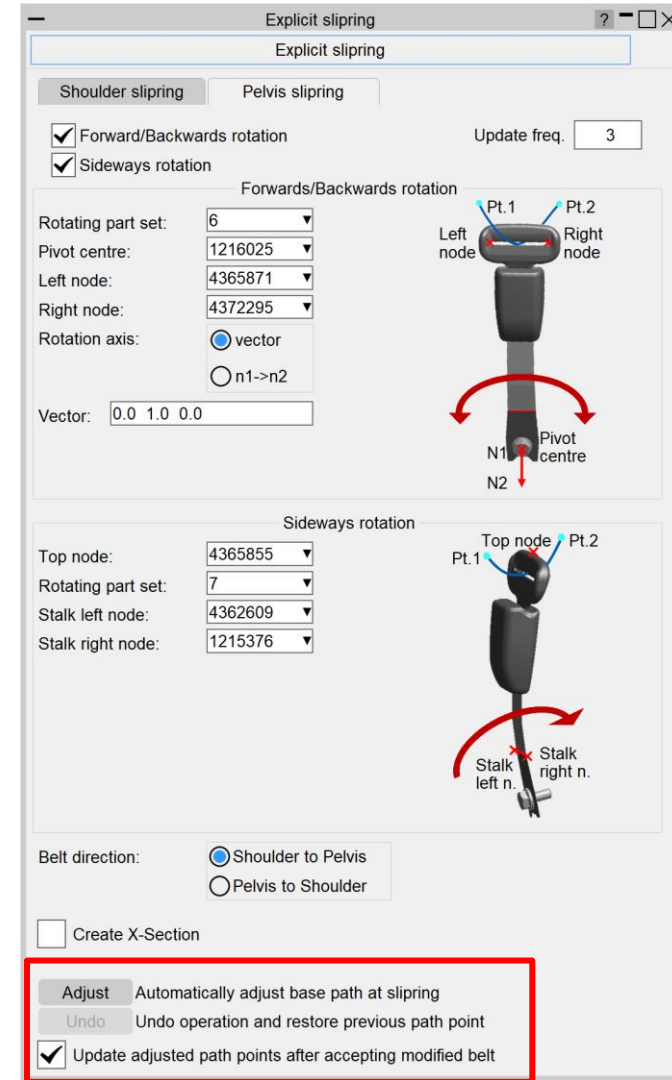 Explicit slipring ?
Explicit slipring
Shoulder slipring Pelvis slipring
Forward/Backwards rotation Update freq. 3
Sideways rotation
Forwards/Backwards rotation
Rotating part set: 6
Pivot centre: 1216025
Left node: 4365871
Right node: 4372295
Rotation axis: vector
n1->n2
Vector: 0.0 1.0 0.0
Pt.1 Pt.2
Left node
Right node
N1 Pivot centre
N2
Sideways rotation
Top node: 4365855
Rotating part set: 7
Stalk left node: 4362609
Stalk right node: 1215376
Top node Pt.2
Pt.1
Stalk left n.
Stalk right n.
Belt direction: Shoulder to Pelvis
Pelvis to Shoulder
Create X-Section
Adjust Automatically adjust base path at slipring
Undo Undo operation and restore previous path point
Update adjusted path points after accepting modified belt